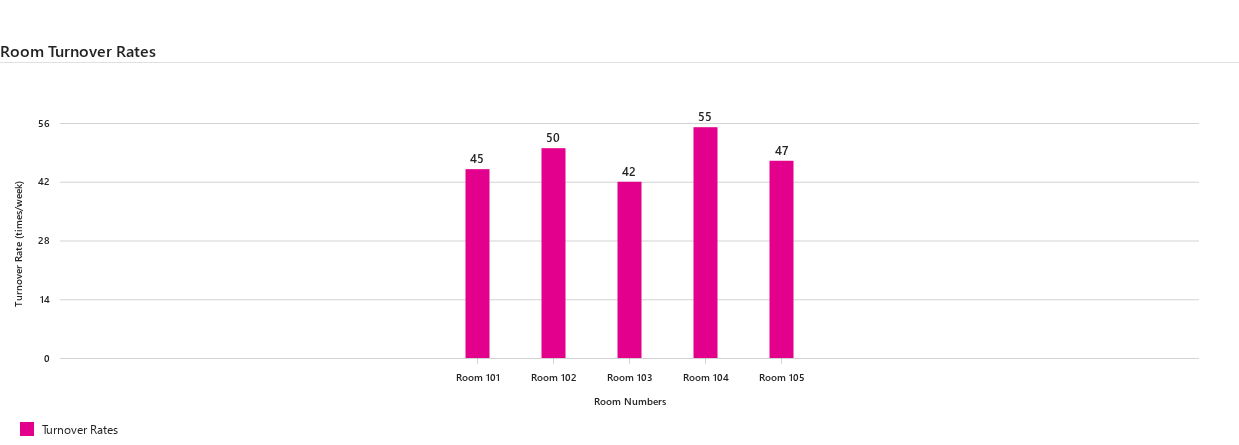 Room Turnover Rates
Turnover Rate (times/week)
56
42
28
14
0
45
50
42
55
47
Room 101
Room 102
Room 103
Room 104
Room 105
Room Numbers
Turnover Rates